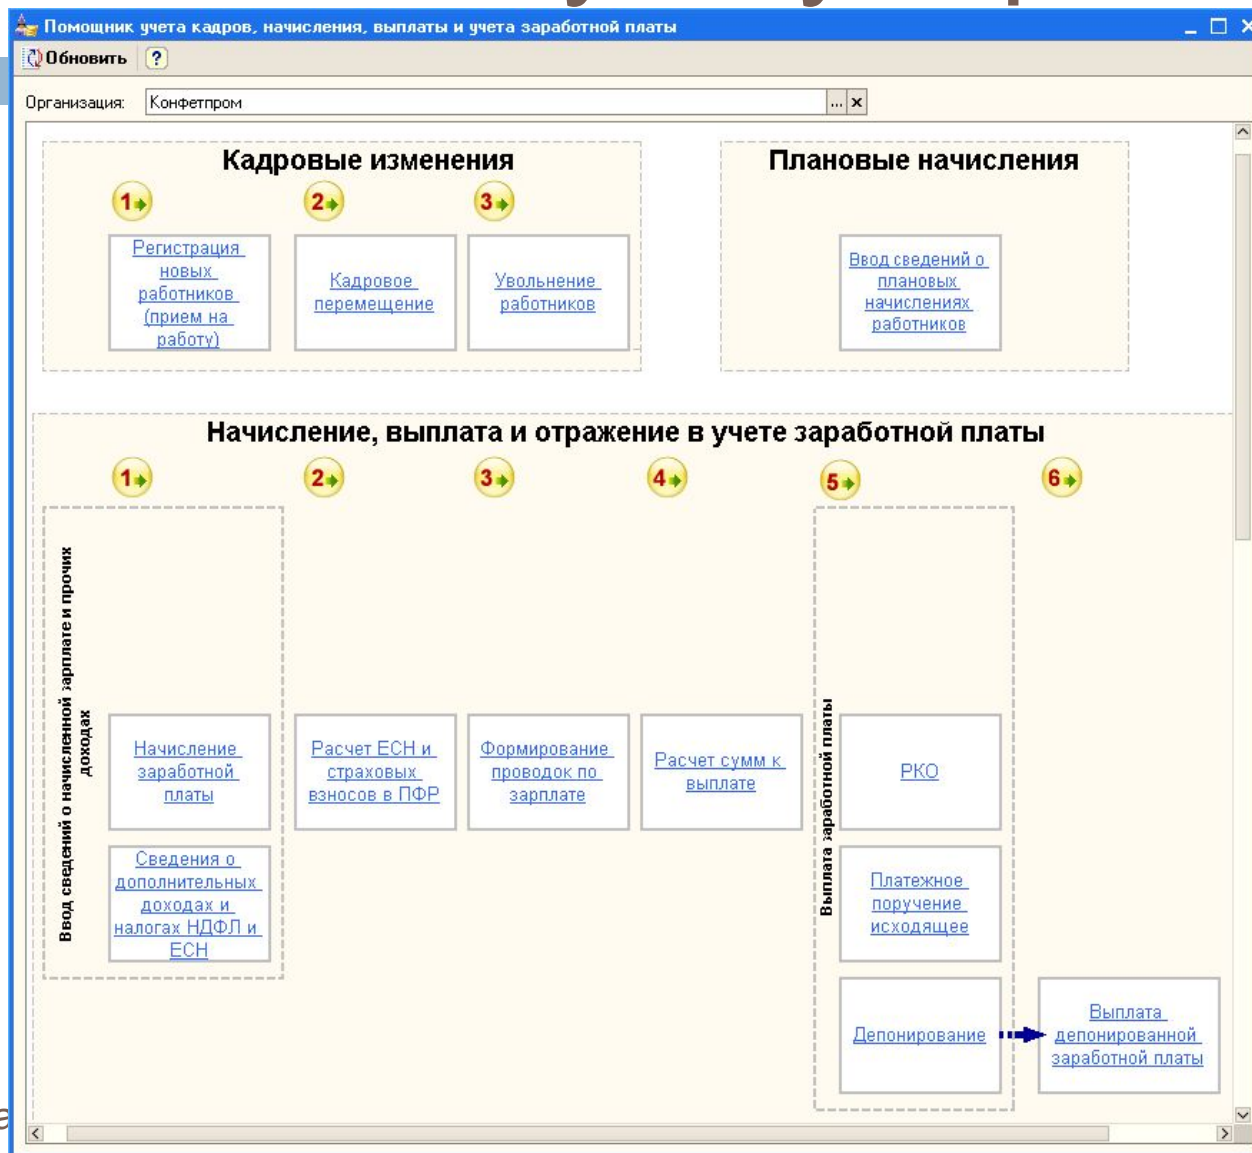 Помощник учета кадров, начисления, выплаты и учета заработной платы
Обновить ?
Организация: Конфетпром ... x
Кадровые изменения
1
2
3
Регистрация
новых
работников
(прием на
работу)
Кадровое
перемещение
Увольнение
работников
Плановые начисления
Ввод сведений о
плановых
начислениях
работников
Начисление, выплата и отражение в учете заработной платы
1
2
3
4
5
6
Ввод сведений о начисленной зарплате и прочих
доходах
Начисление
заработной
платы
Сведения о
дополнительных
доходах и
налогах НДФЛ и
ЕСН
Расчет ЕСН и
страховых
взносов в ПФР
Формирование
проводок по
зарплате
Расчет сумм к
выплате
Выплата заработной платы
РКО
Платежное
поручение
исходящее
Депонирование
Выплата
депонированной
заработной платы